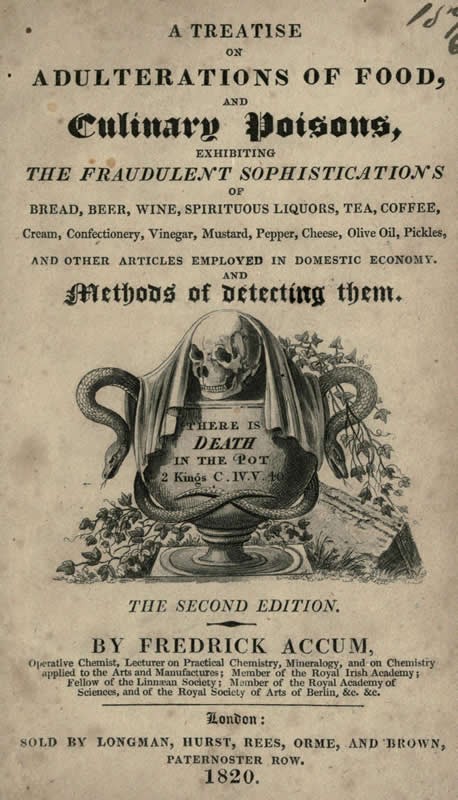 A TREATISE
ON
ADULTERATIONS OF FOOD,
AND
Culinary Poisons,
EXHIBITING
THE FRAUDULENT SOPHISTICATIONS
OF
BREAD, BEER, WINE, SPIRITUOUS LIQUORS, TEA, COFFEE,
Cream, Confectionery, Vinegar, Mustard, Pepper, Cheese, Olive Oil, Pickles,
AND OTHER ARTICLES EMPLOYED IN DOMESTIC ECONOMY.
AND
Methods of detecting them.
THERE IS
DEATH
IN THE POT
2 Kings C. IV. V. 40
THE SECOND EDITION.
BY FREDRICK ACCUM,
Operative Chemist, Lecturer on Practical Chemistry, Mineralogy, and on Chemistry
applied to the Arts and Manufactures; Member of the Royal Irish Academy;
Fellow of the Linnæan Society; Member of the Royal Academy of
Sciences, and of the Royal Society of Arts of Berlin, &c. &c.
London:
SOLD BY LONGMAN, HURST, REES, ORME, AND BROWN,
PATERNOSTER ROW.
1820.